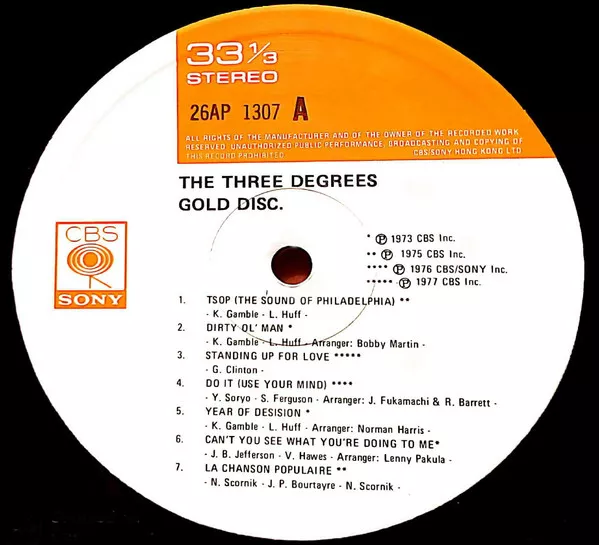 33 1/3
STEREO
26AP 1307 A
ALL RIGHTS OF THE MANUFACTURER AND OF THE OWNER OF THE RECORDED WORK
RESERVED. UNAUTHORIZED PUBLIC PERFORMANCE, BROADCASTING AND COPYING OF
THIS RECORD PROHIBITED. CBS/SONY HONG KONG LTD
THE THREE DEGREES
GOLD DISC.
CBS
SONY
* ℗ 1973 CBS Inc.
** ℗ 1975 CBS Inc.
**** ℗ 1976 CBS/SONY Inc.
***** ℗ 1977 CBS Inc.
1. TSOP (THE SOUND OF PHILADELPHIA) **
- K. Gamble - L. Huff -
2. DIRTY OL' MAN *
- K. Gamble - L. Huff - Arranger: Bobby Martin -
3. STANDING UP FOR LOVE *****
- G. Clinton -
4. DO IT (USE YOUR MIND) ****
- Y. Soryo - S. Ferguson - Arranger: J. Fukamachi & R. Barrett -
5. YEAR OF DESISION *
- K. Gamble - L. Huff - Arranger: Norman Harris -
6. CAN'T YOU SEE WHAT YOU'RE DOING TO ME*
- J. B. Jefferson - V. Hawes - Arranger: Lenny Pakula -
7. LA CHANSON POPULAIRE **
- N. Scornik - J. P. Bourtayre - N. Scornik -